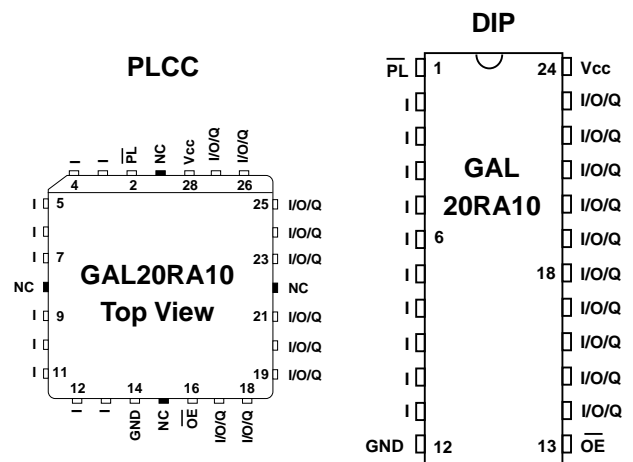 PLCC
I
I
PL
NC
Vcc
I/O/Q
I/O/Q
4
2
28
26
I 5 25 I/O/Q
I I/O/Q
I 7 23 I/O/Q
NC NC
GAL20RA10
Top View
I 9 21 I/O/Q
I I/O/Q
I 11 19 I/O/Q
12
14
16
18
I
I
GND
NC
OE
I/O/Q
I/O/Q
DIP
PL 1 24 Vcc
I I/O/Q
I I/O/Q
I I/O/Q
GAL
20RA10
I I/O/Q
I 6 I/O/Q
I 18 I/O/Q
I I/O/Q
I I/O/Q
I I/O/Q
I I/O/Q
GND 12 13 OE